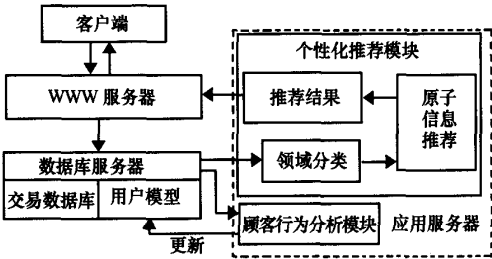 客户端
WWW 服务器
数据库服务器
交易数据库
用户模型
更新
个性化推荐模块
推荐结果
原子
信息
推荐
领域分类
顾客行为分析模块
应用服务器